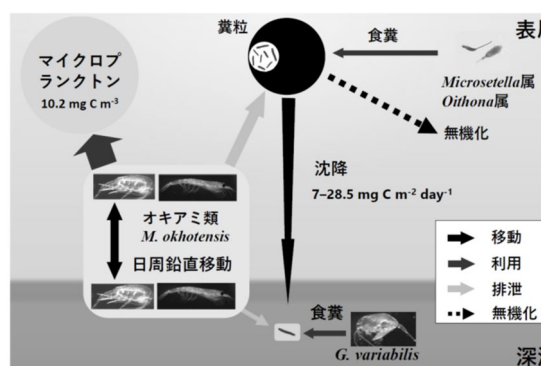 糞粒
食糞
表層
マイクロプ
ランクトン
10.2 mg C m-3
Microsetella属
Oithona属
無機化
沈降
7–28.5 mg C m-2 day-1
オキアミ類
M. okhotensis
日周鉛直移動
移動
利用
排泄
無機化
食糞
G. variabilis
深